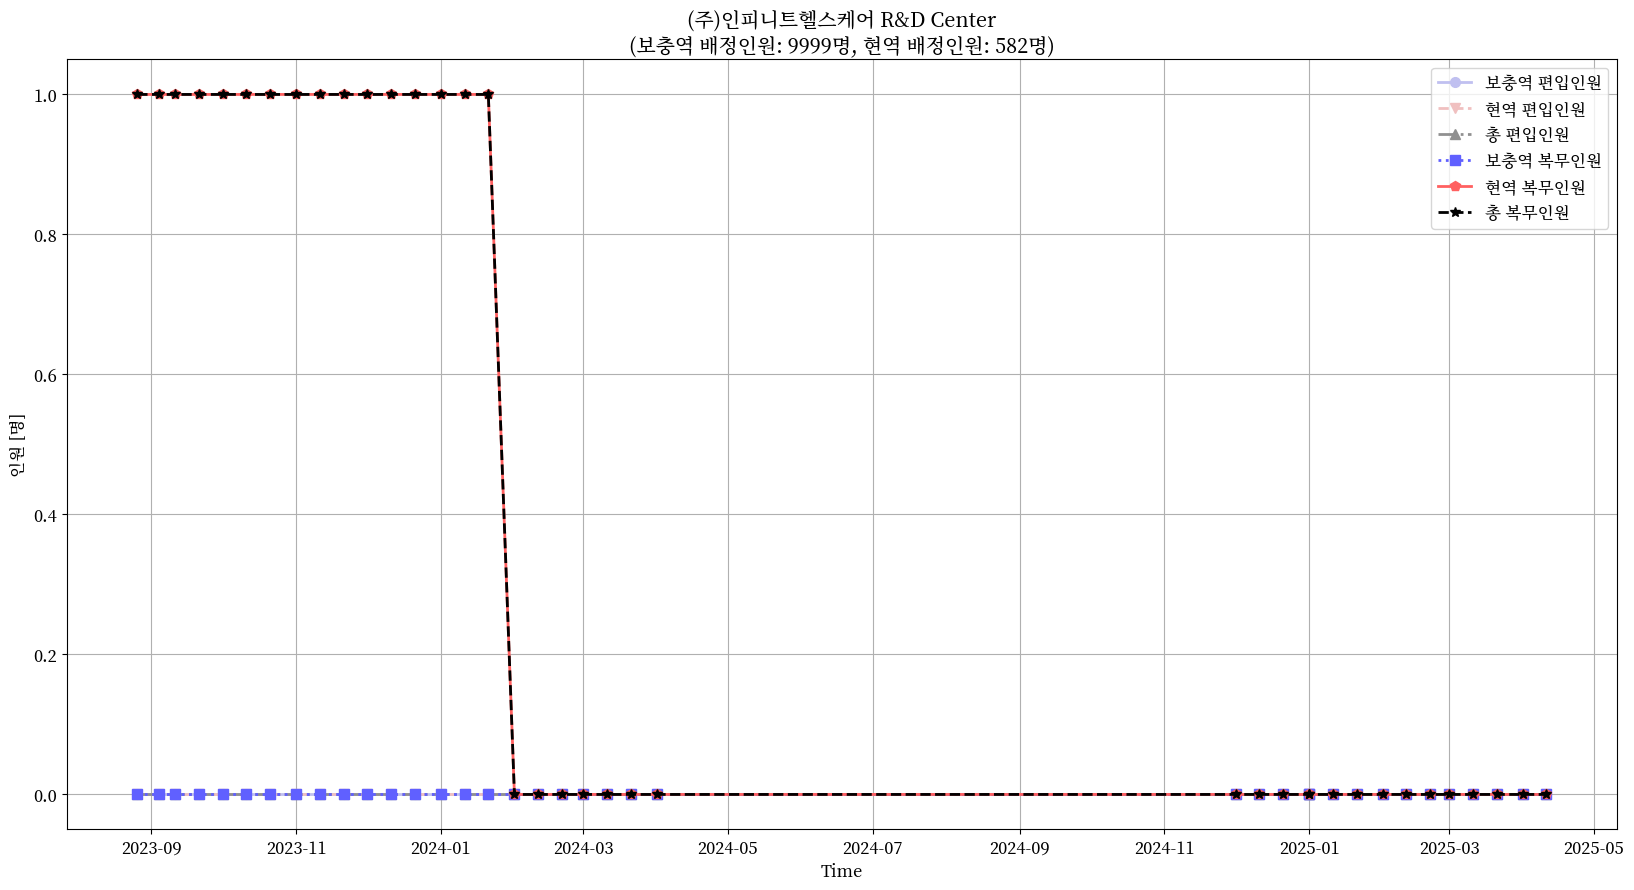 (주)인피니트헬스케어 R&D Center
(보충역 배정인원: 9999명, 현역 배정인원: 582명)
보충역 편입인원
현역 편입인원
총 편입인원
보충역 복무인원
현역 복무인원
총 복무인원
인원 [명]
1.0
0.8
0.6
0.4
0.2
0.0
2023-09
2023-11
2024-01
2024-03
2024-05
2024-07
2024-09
2024-11
2025-01
2025-03
2025-05
Time